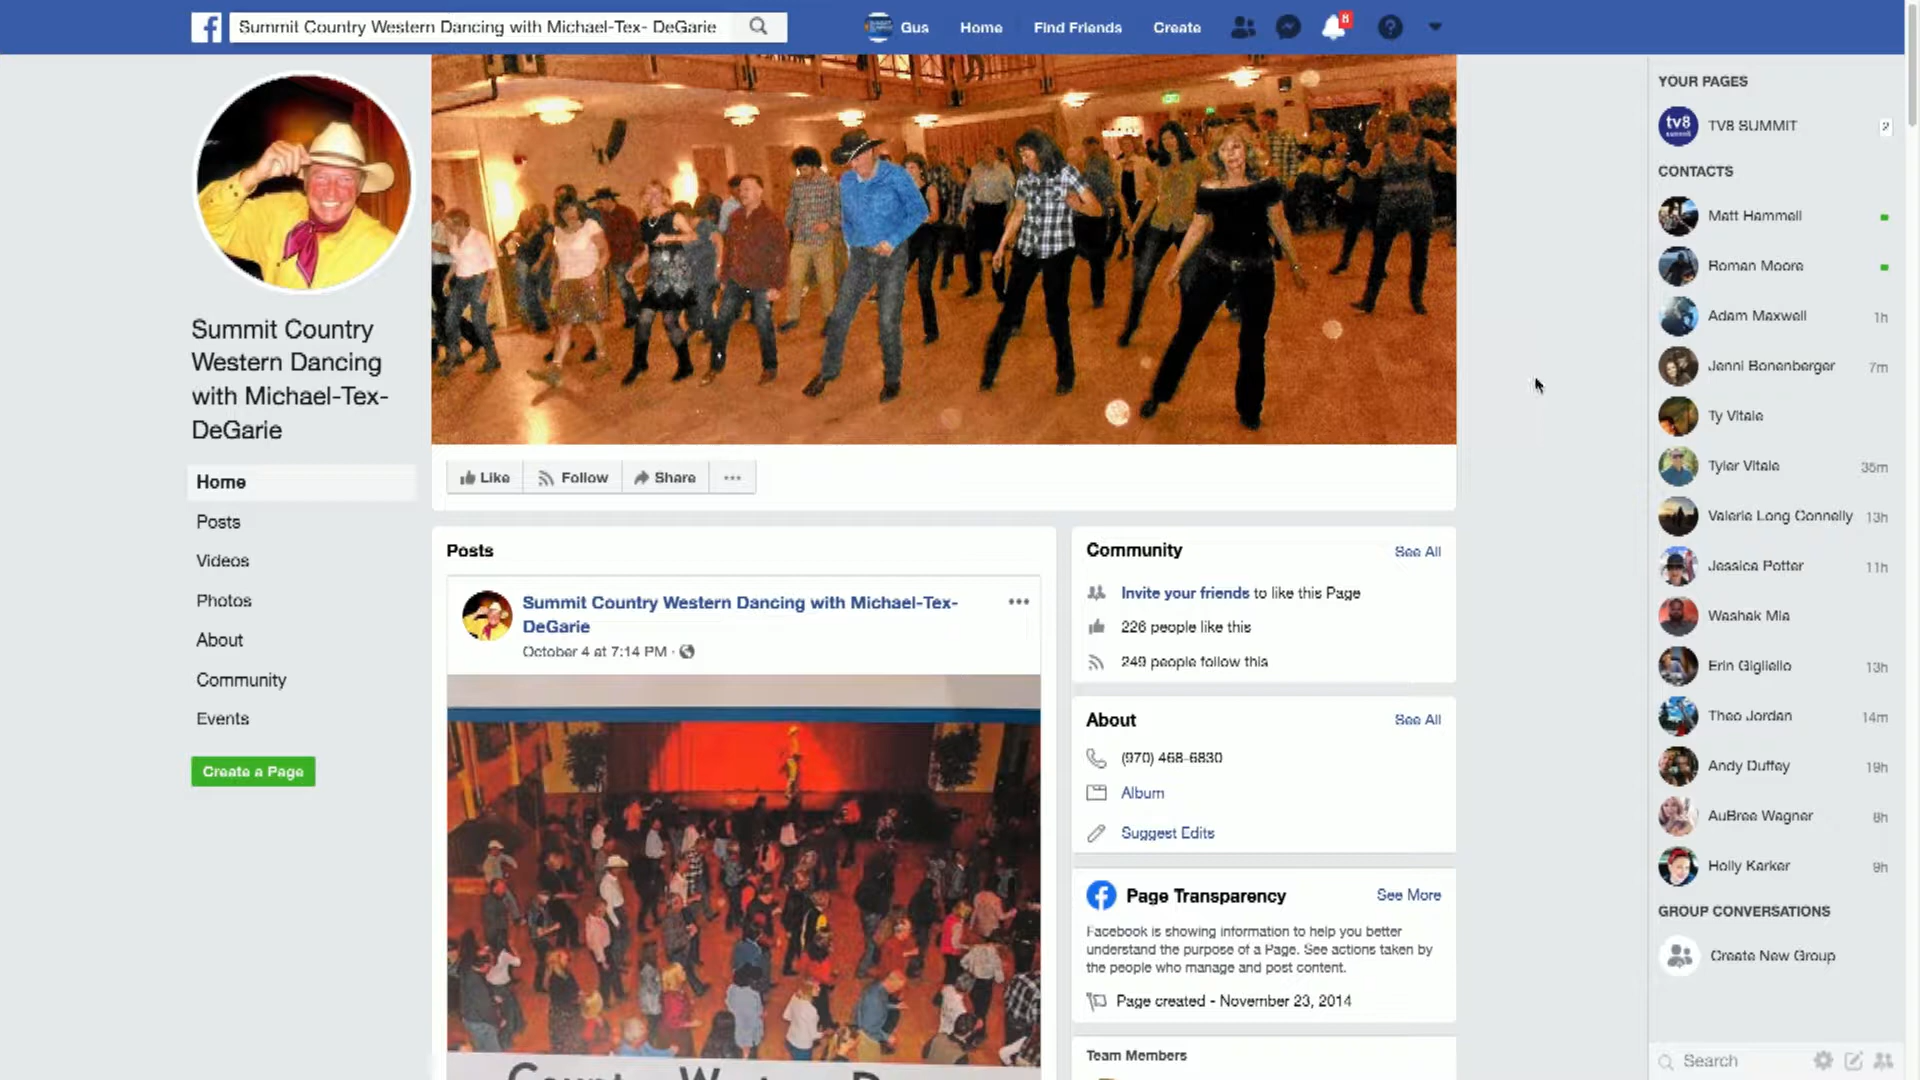 Summit Country Western Dancing with Michael-Tex- DeGarie
Gus
Home
Find Friends
Create
8
Summit Country
Western Dancing
with Michael-Tex-
DeGarie
Home
Posts
Videos
Photos
About
Community
Events
Create a Page
Like
Follow
Share
Posts
Summit Country Western Dancing with Michael-Tex-
DeGarie
October 4 at 7:14 PM ·
Community
See All
Invite your friends to like this Page
226 people like this
249 people follow this
About
See All
(970) 468-6830
Album
Suggest Edits
Page Transparency
See More
Facebook is showing information to help you better
understand the purpose of a Page. See actions taken by
the people who manage and post content.
Page created - November 23, 2014
Team Members
YOUR PAGES
tv8
summit
TV8 SUMMIT
2
CONTACTS
Matt Hammell
Roman Moore
Adam Maxwell 1h
Jenni Bonenberger 7m
Ty Vitale
Tyler Vitale 35m
Valerie Long Connelly 13h
Jessica Potter 11h
Washak Mia
Erin Gigliello 13h
Theo Jordan 14m
Andy Duffey 19h
AuBree Wagner 8h
Holly Karker 9h
GROUP CONVERSATIONS
Create New Group
Search